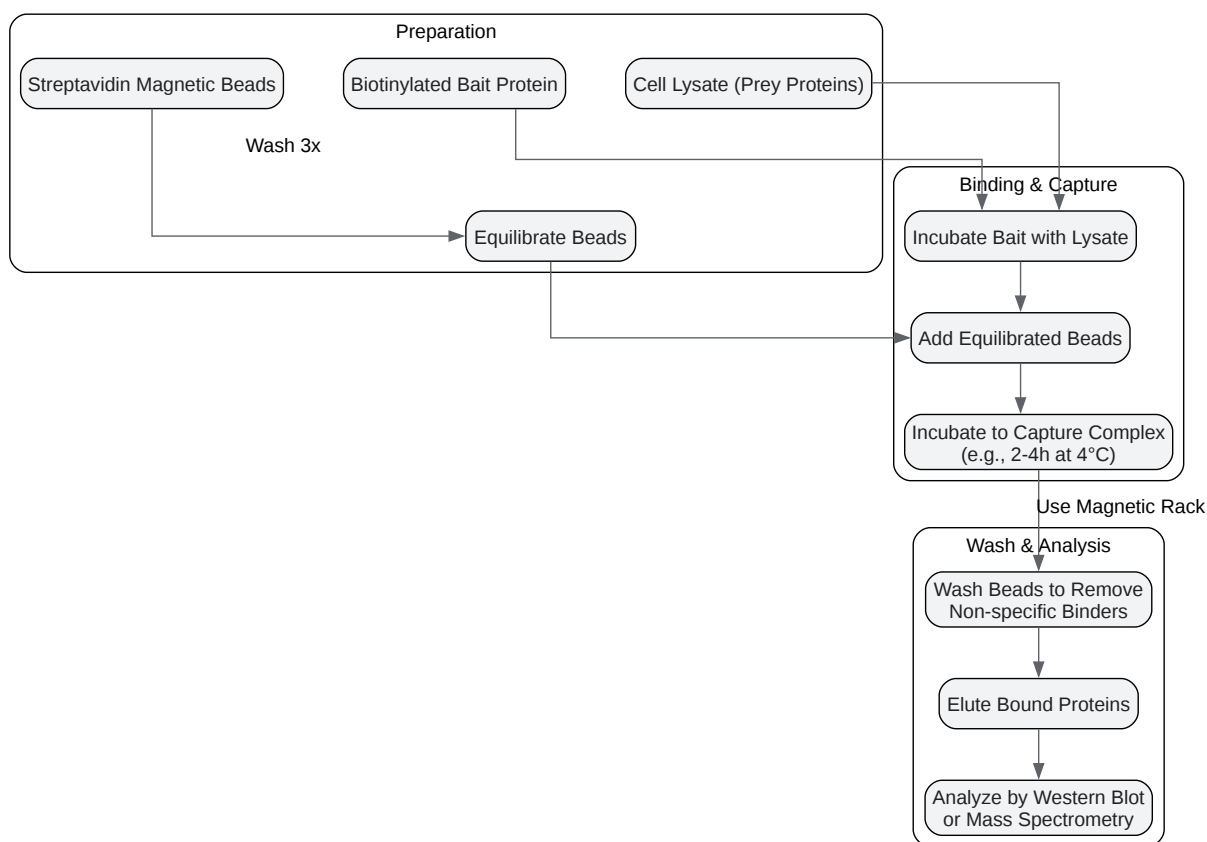 Preparation
Streptavidin Magnetic Beads
Biotinylated Bait Protein
Cell Lysate (Prey Proteins)
Wash 3x
Equilibrate Beads
Binding & Capture
Incubate Bait with Lysate
Add Equilibrated Beads
Incubate to Capture Complex
(e.g., 2-4h at 4°C)
Use Magnetic Rack
Wash & Analysis
Wash Beads to Remove
Non-specific Binders
Elute Bound Proteins
Analyze by Western Blot
or Mass Spectrometry